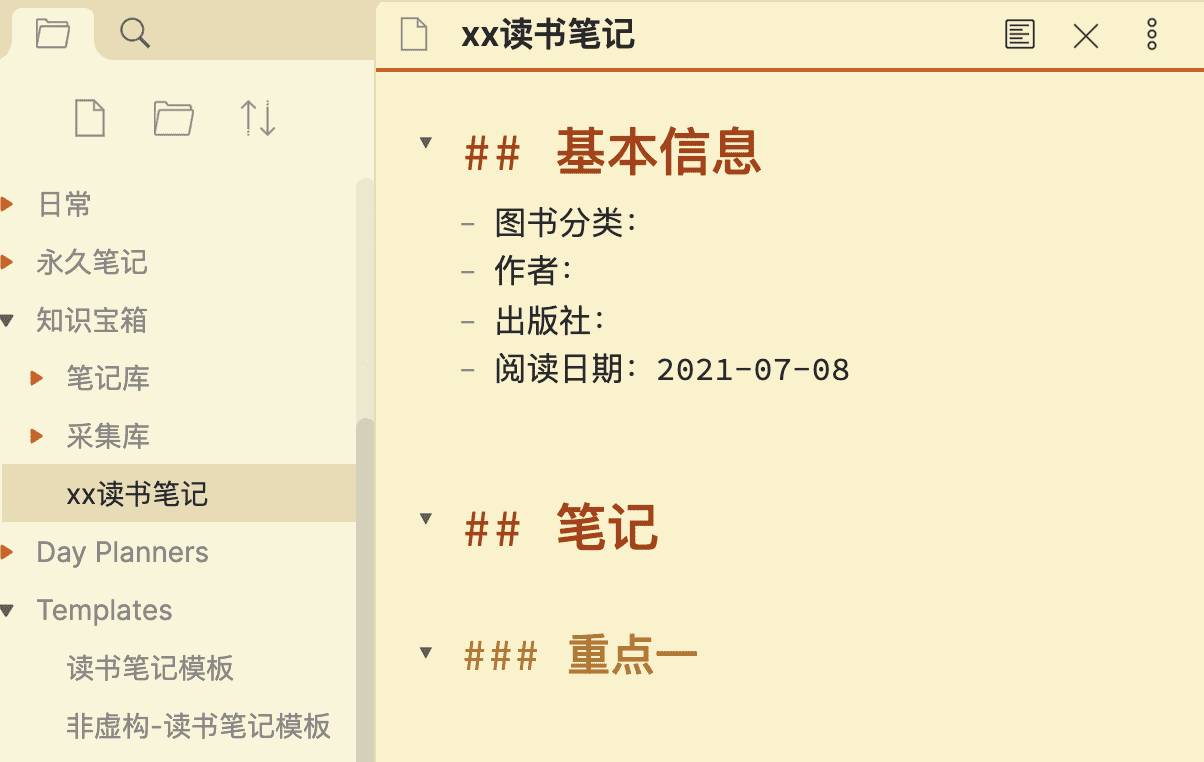 日常
永久笔记
知识宝箱
笔记库
采集库
xx读书笔记
Day Planners
Templates
读书笔记模板
非虚构-读书笔记模板
xx读书笔记
## 基本信息
- 图书分类：
- 作者：
- 出版社：
- 阅读日期：2021-07-08
## 笔记
### 重点一